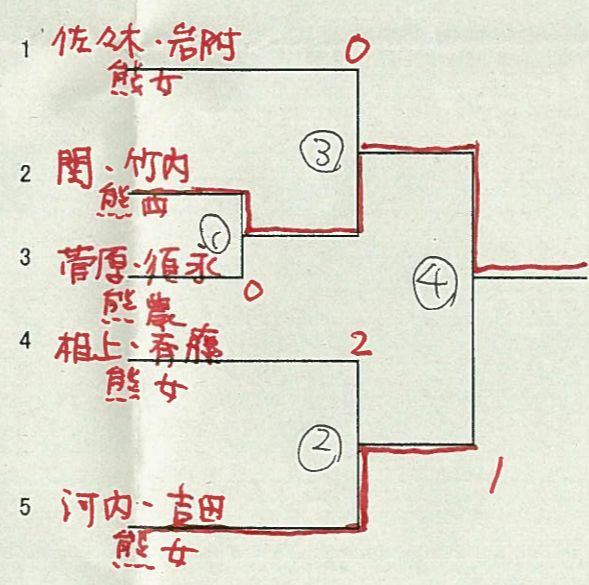 1 佐々木・岩附 0
熊女
③
2 関・竹内
熊西
①
3 菅原・須永 0
熊農
④
4 相上・斉藤 2
熊女
②
1
5 河内・吉田
熊女